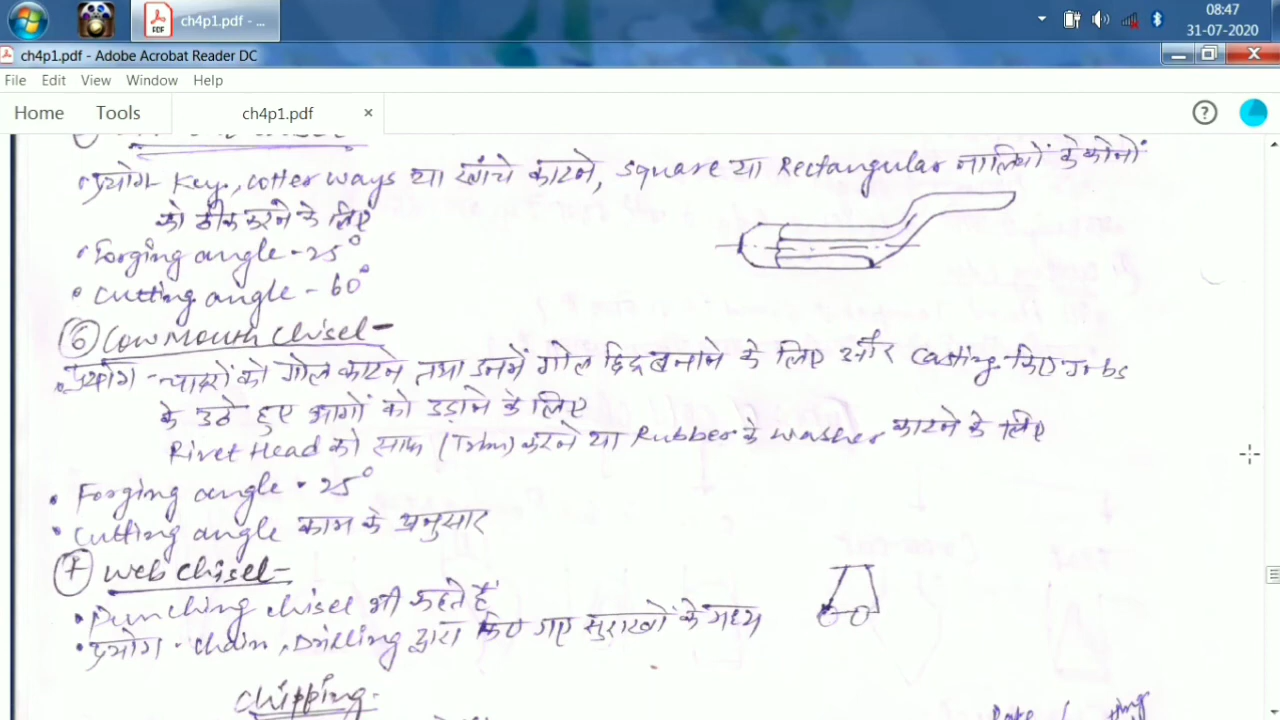 ch4p1.pdf - ...
08:47
31-07-2020
ch4p1.pdf - Adobe Acrobat Reader DC
File Edit View Window Help
Home Tools ch4p1.pdf × ?
• प्रयोग Key, cotter ways या खांचे काटने, square या Rectangular नालियों के कोनों
को ठीक करने के लिए
• Forging angle - 25°
• Cutting angle - 60°
⑥ Cow Mouth Chisel -
• प्रयोग - चादरों को गोल काटने तथा उनमें गोल छिद्र बनाने के लिए और casting किए Jobs
के उठे हुए भागों को उड़ाने के लिए
Rivet Head को साफ (Trim) करने या Rubber के washer काटने के लिए
• Forging angle • 25°
• Cutting angle काम के अनुसार
⑦ Web chisel -
• Punching chisel भी कहते हैं
• प्रयोग - chain, Drilling द्वारा किए गए सुराखों के मध्य
Chipping -